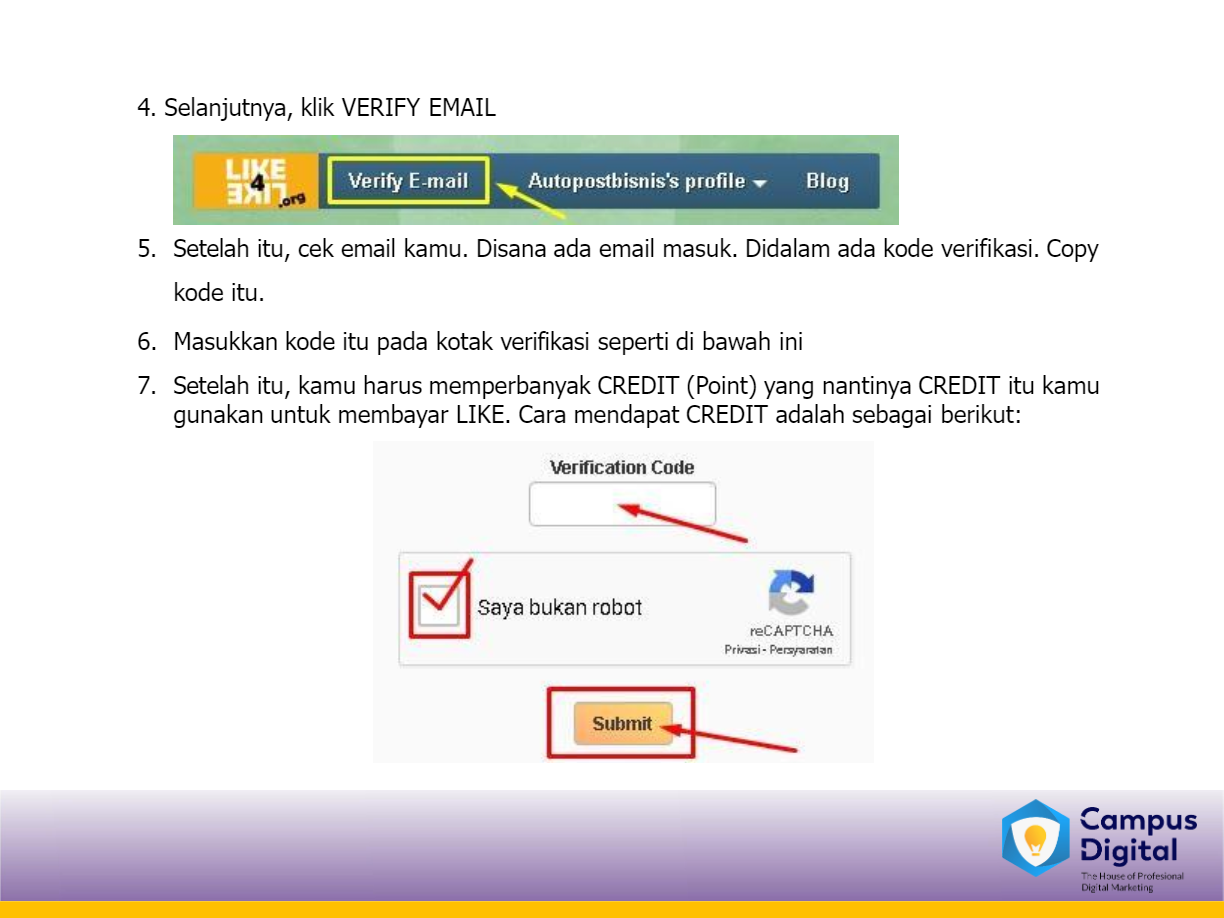 4. Selanjutnya, klik VERIFY EMAIL
LIKE
4
LIKE
.org
Verify E-mail
Autopostbisnis's profile
Blog
5. Setelah itu, cek email kamu. Disana ada email masuk. Didalam ada kode verifikasi. Copy
kode itu.
6. Masukkan kode itu pada kotak verifikasi seperti di bawah ini
7. Setelah itu, kamu harus memperbanyak CREDIT (Point) yang nantinya CREDIT itu kamu
gunakan untuk membayar LIKE. Cara mendapat CREDIT adalah sebagai berikut:
Verification Code
Saya bukan robot
reCAPTCHA
Privasi - Persyaratan
Submit
Campus
Digital
The House of Profesional
Digital Marketing